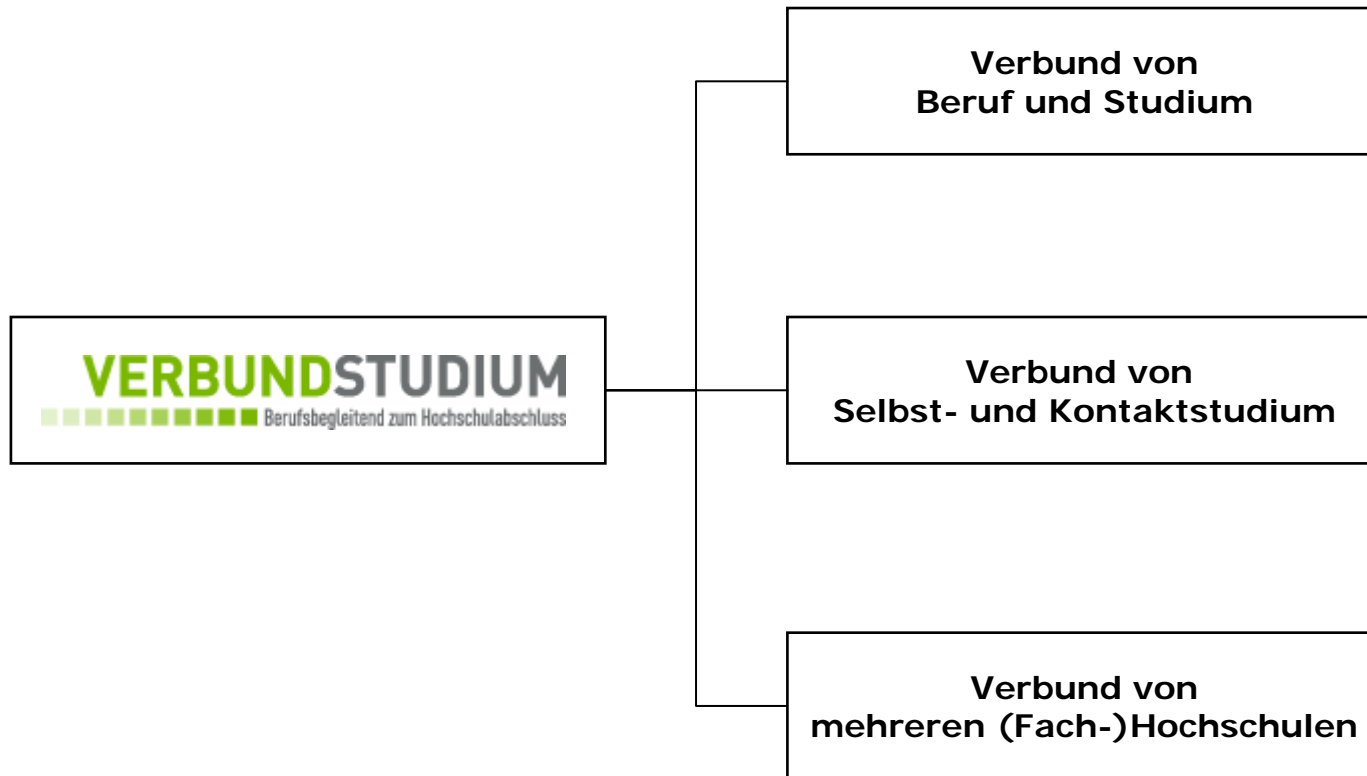 Verbund von
Beruf und Studium
VERBUNDSTUDIUM
Berufsbegleitend zum Hochschulabschluss
Verbund von
Selbst- und Kontaktstudium
Verbund von
mehreren (Fach-)Hochschulen